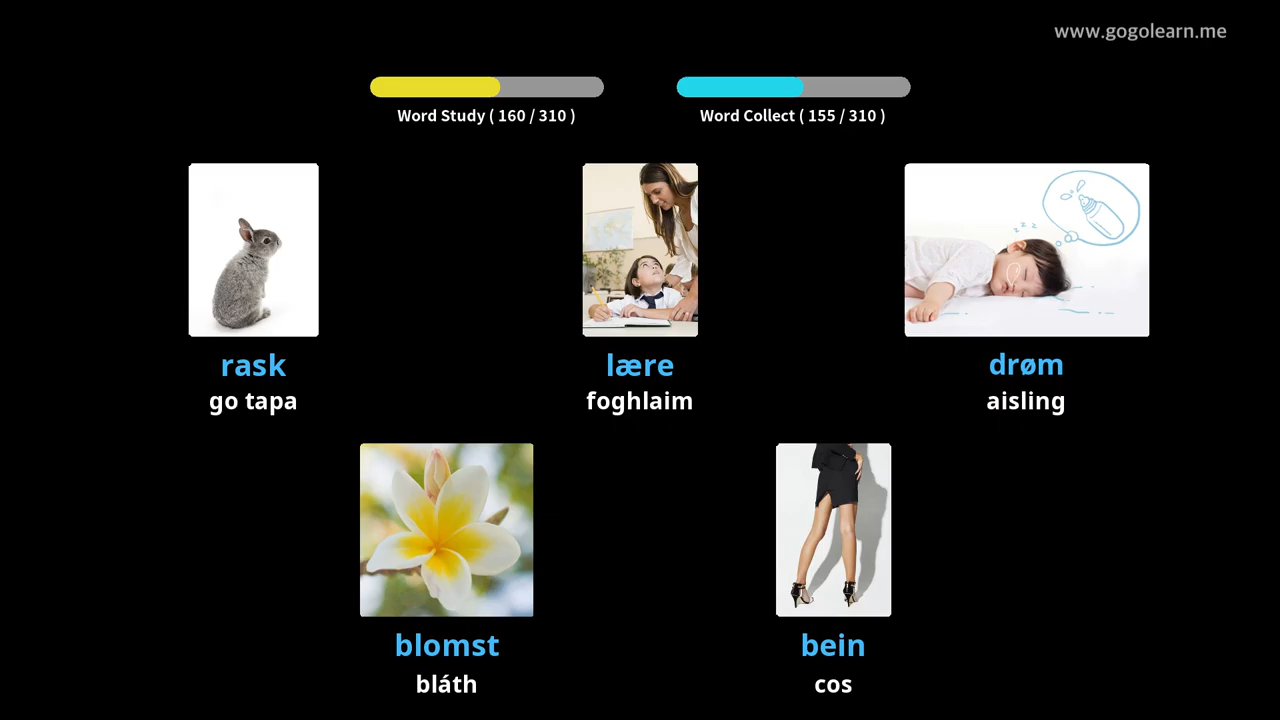 www.gogolearn.me
Word Study ( 160 / 310 )
Word Collect ( 155 / 310 )
rask
go tapa
lære
foghlaim
drøm
aisling
blomst
bláth
bein
cos